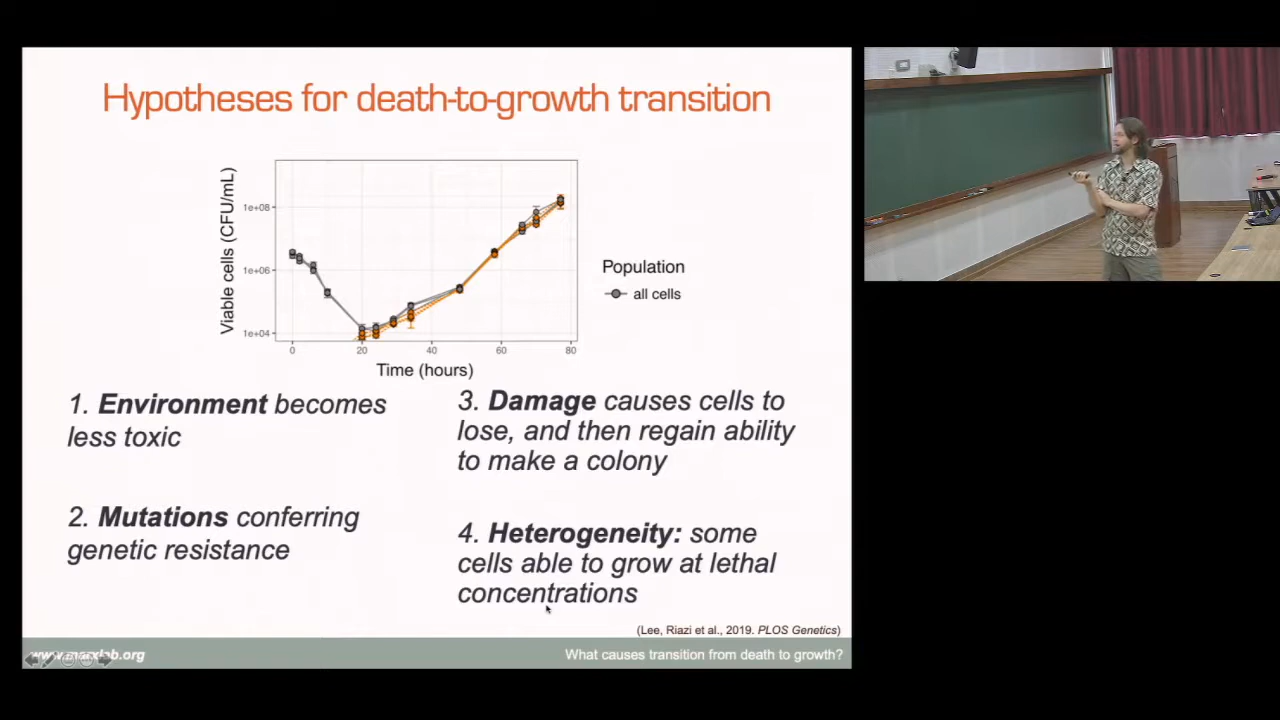 Hypotheses for death-to-growth transition
Viable cells (CFU/mL)
1e+08
1e+06
1e+04
0
20
40
60
80
Time (hours)
Population
all cells
1. Environment becomes
less toxic
2. Mutations conferring
genetic resistance
3. Damage causes cells to
lose, and then regain ability
to make a colony
4. Heterogeneity: some
cells able to grow at lethal
concentrations
(Lee, Riazi et al., 2019. PLOS Genetics)
www.marxlab.org
What causes transition from death to growth?